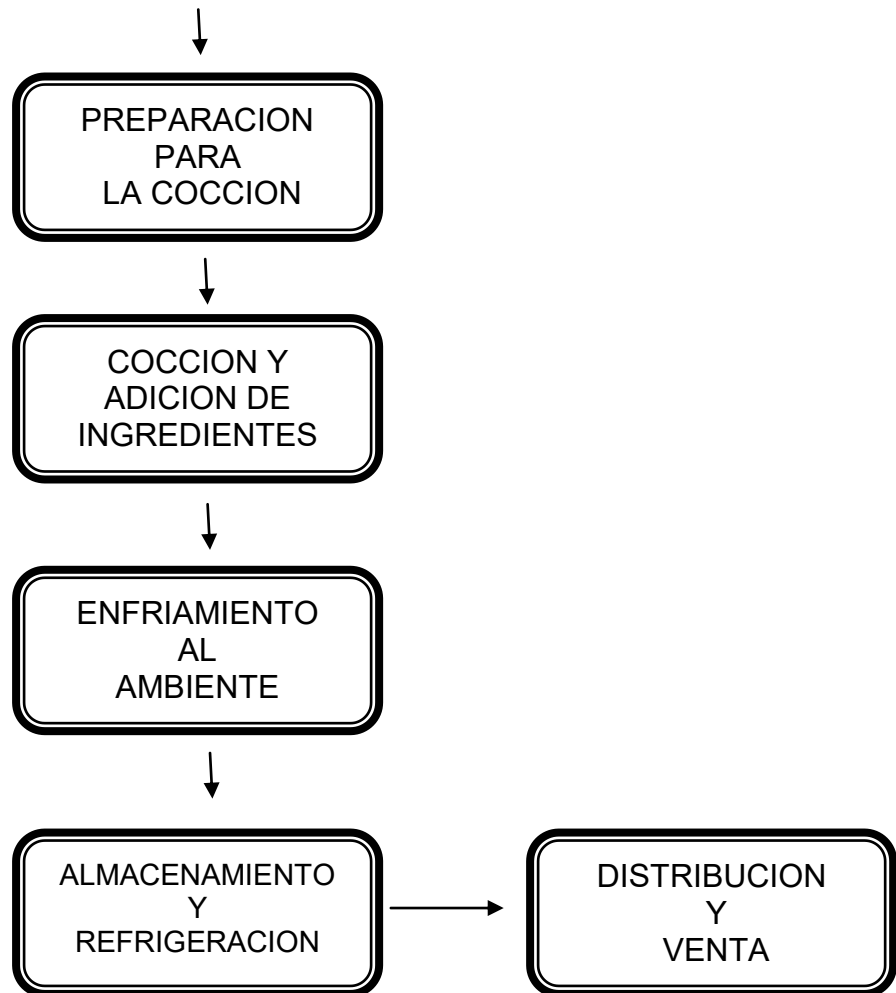 PREPARACION
PARA
LA COCCION
COCCION Y
ADICION DE
INGREDIENTES
ENFRIAMIENTO
AL
AMBIENTE
ALMACENAMIENTO
Y
REFRIGERACION
DISTRIBUCION
Y
VENTA